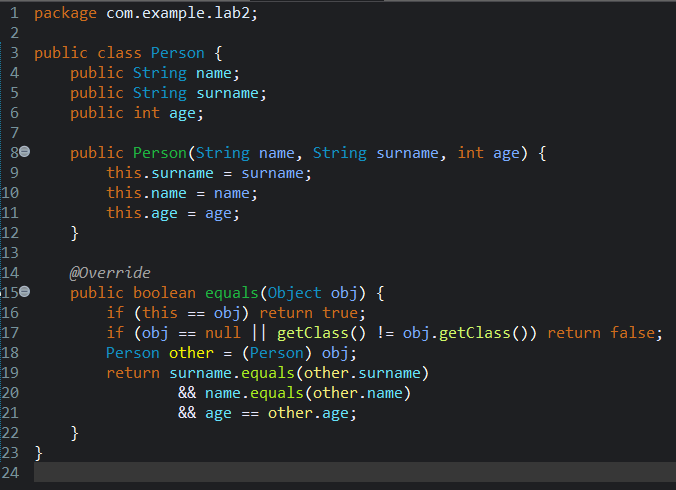 1 package com.example.lab2;
2
3 public class Person {
4     public String name;
5     public String surname;
6     public int age;
7
8     public Person(String name, String surname, int age) {
9         this.surname = surname;
10         this.name = name;
11         this.age = age;
12     }
13
14     @Override
15     public boolean equals(Object obj) {
16         if (this == obj) return true;
17         if (obj == null || getClass() != obj.getClass()) return false;
18         Person other = (Person) obj;
19         return surname.equals(other.surname)
20                 && name.equals(other.name)
21                 && age == other.age;
22     }
23 }
24